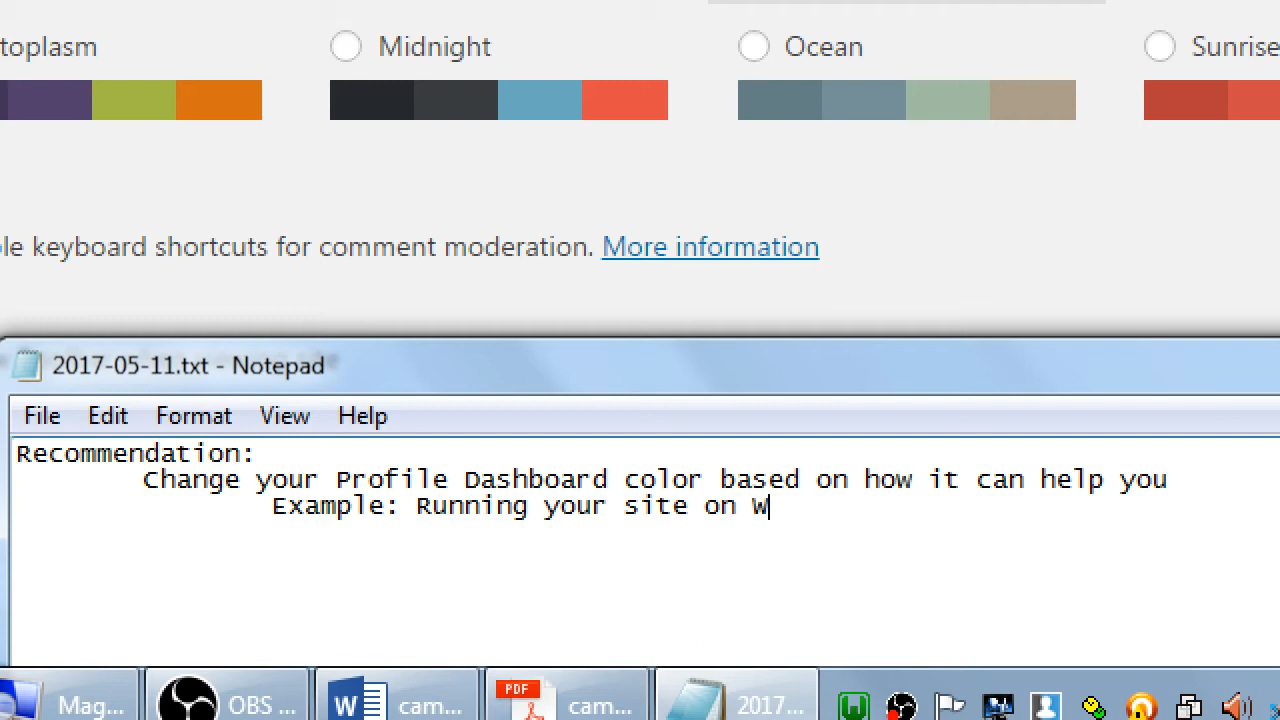 toplasm Midnight Ocean Sunrise
le keyboard shortcuts for comment moderation. More information
2017-05-11.txt - Notepad
File Edit Format View Help
Recommendation:
Change your Profile Dashboard color based on how it can help you
Example: Running your site on W
Mag... OBS ... W cam... PDF cam... 2017...